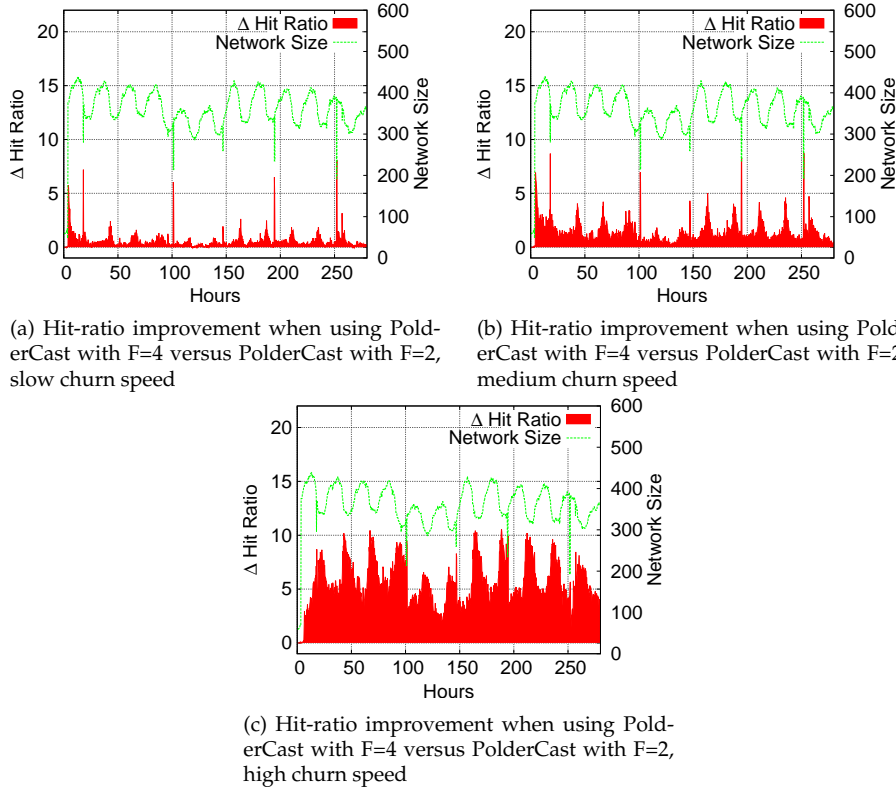 Δ Hit Ratio
Network Size
20
15
10
5
0
600
500
400
300
200
100
0
Δ Hit Ratio
Network Size
0 50 100 150 200 250
Hours
(a) Hit-ratio improvement when using Pold-
erCast with F=4 versus PolderCast with F=2,
slow churn speed
Δ Hit Ratio
Network Size
20
15
10
5
0
600
500
400
300
200
100
0
Δ Hit Ratio
Network Size
0 50 100 150 200 250
Hours
(b) Hit-ratio improvement when using Pold-
erCast with F=4 versus PolderCast with F=2
medium churn speed
Δ Hit Ratio
Network Size
20
15
10
5
0
600
500
400
300
200
100
0
Δ Hit Ratio
Network Size
0 50 100 150 200 250
Hours
(c) Hit-ratio improvement when using Pold-
erCast with F=4 versus PolderCast with F=2,
high churn speed